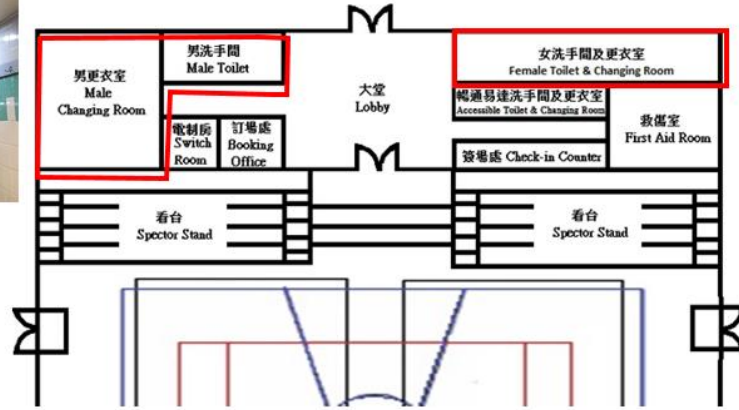 男更衣室
Male
Changing Room
男洗手間
Male Toilet
電制房
Switch
Room
訂場處
Booking
Office
大堂
Lobby
女洗手間及更衣室
Female Toilet & Changing Room
暢通易達洗手間及更衣室
Accessible Toilet & Changing Room
救傷室
First Aid Room
簽場處 Check-in Counter
看台
Spector Stand
看台
Spector Stand